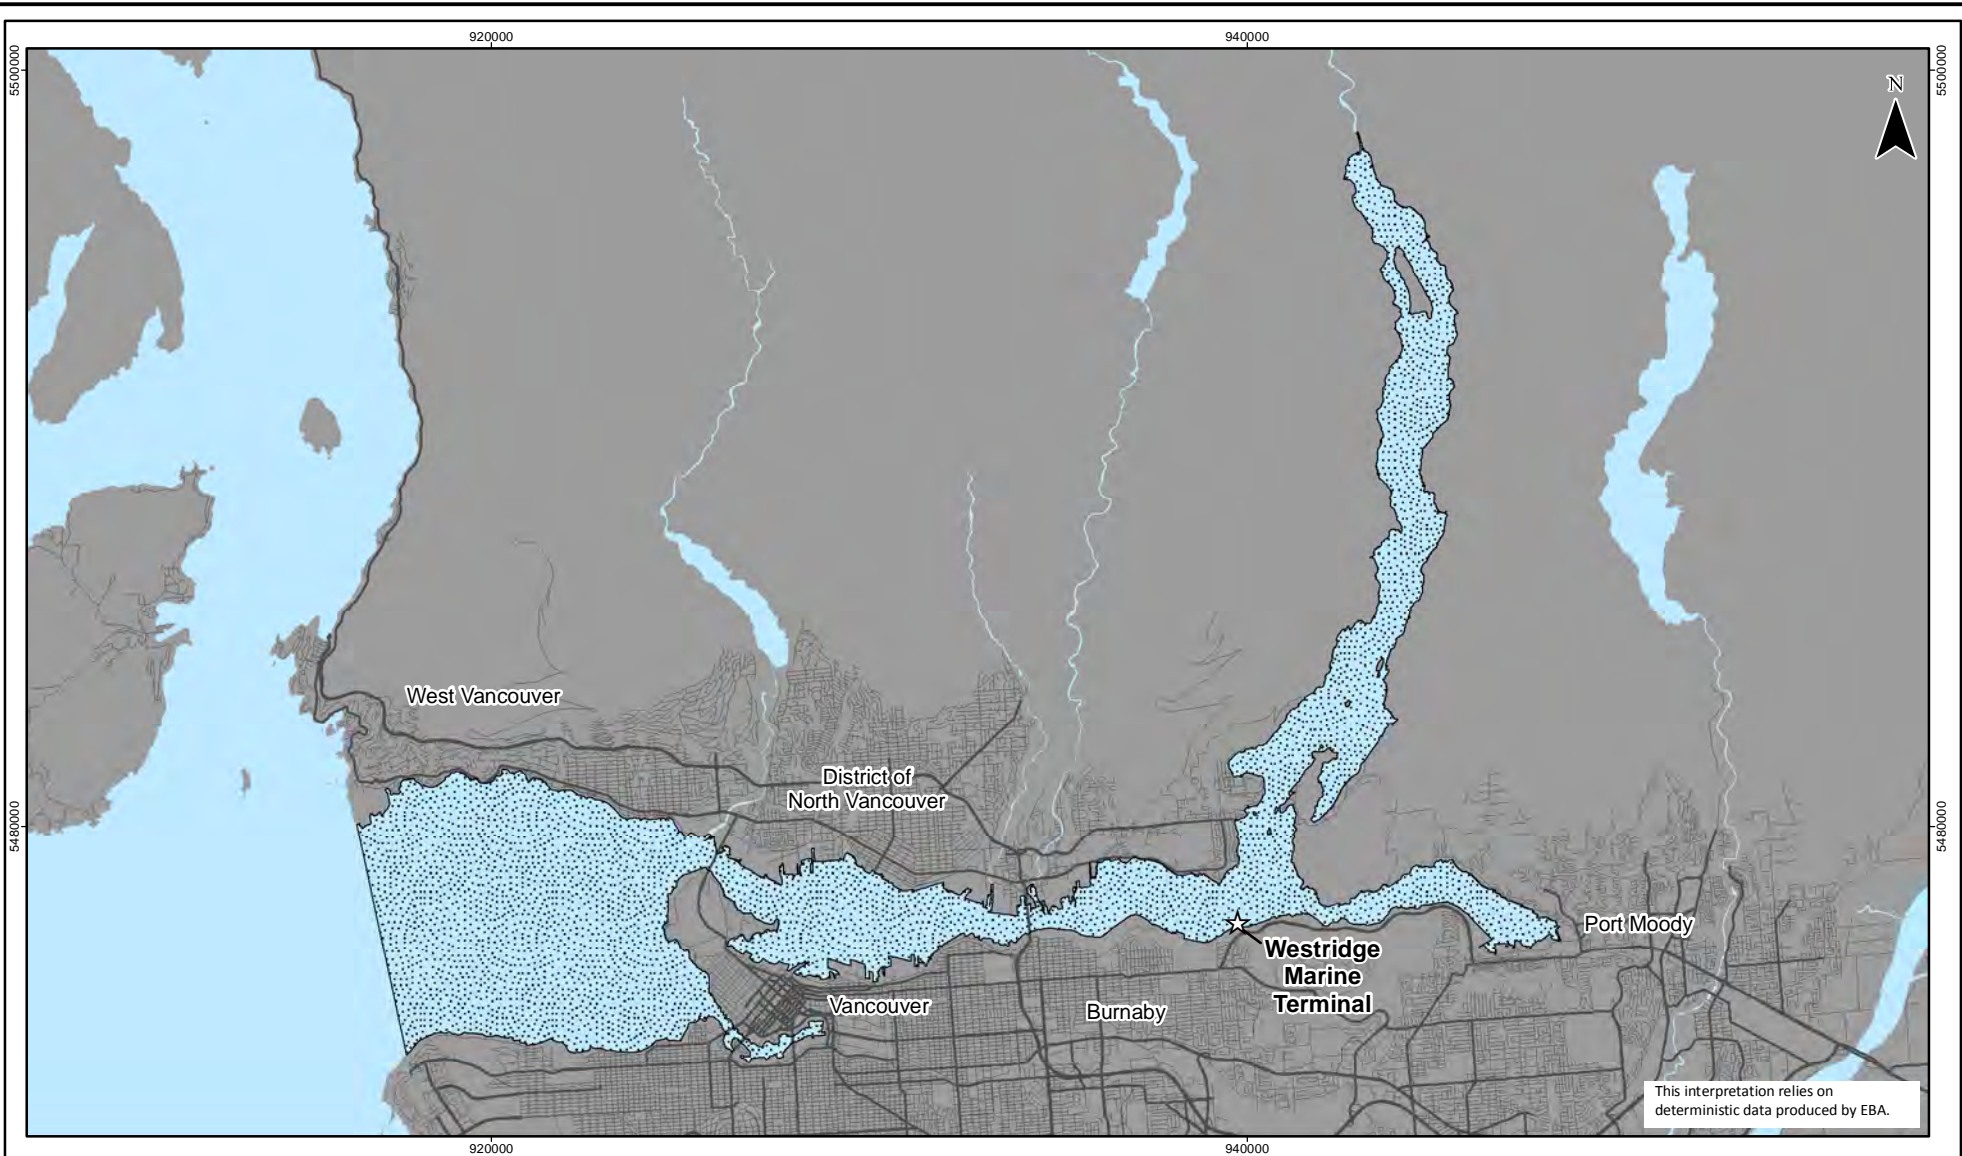 920000
940000
5500000
5500000
N
West Vancouver
District of
North Vancouver
5480000
5480000
Port Moody
Westridge
Marine
Terminal
Vancouver
Burnaby
This interpretation relies on
deterministic data produced by EBA.
920000
940000